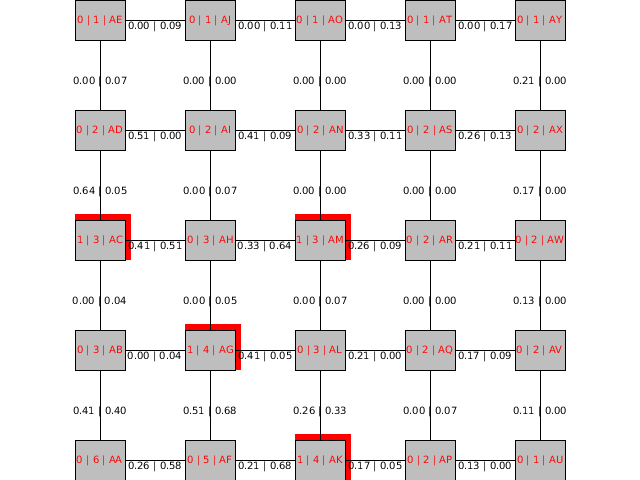 0 | 1 | AE 0.00 | 0.09 0 | 1 | AJ 0.00 | 0.11 0 | 1 | AO 0.00 | 0.13 0 | 1 | AT 0.00 | 0.17 0 | 1 | AY
0.00 | 0.07 0.00 | 0.00 0.00 | 0.00 0.00 | 0.00 0.21 | 0.00
0 | 2 | AD 0.51 | 0.00 0 | 2 | AI 0.41 | 0.09 0 | 2 | AN 0.33 | 0.11 0 | 2 | AS 0.26 | 0.13 0 | 2 | AX
0.64 | 0.05 0.00 | 0.07 0.00 | 0.00 0.00 | 0.00 0.17 | 0.00
1 | 3 | AC 0.41 | 0.51 0 | 3 | AH 0.33 | 0.64 1 | 3 | AM 0.26 | 0.09 0 | 2 | AR 0.21 | 0.11 0 | 2 | AW
0.00 | 0.04 0.00 | 0.05 0.00 | 0.07 0.00 | 0.00 0.13 | 0.00
0 | 3 | AB 0.00 | 0.04 1 | 4 | AG 0.41 | 0.05 0 | 3 | AL 0.21 | 0.00 0 | 2 | AQ 0.17 | 0.09 0 | 2 | AV
0.41 | 0.40 0.51 | 0.68 0.26 | 0.33 0.00 | 0.07 0.11 | 0.00
0 | 6 | AA 0.26 | 0.58 0 | 5 | AF 0.21 | 0.68 1 | 4 | AK 0.17 | 0.05 0 | 2 | AP 0.13 | 0.00 0 | 1 | AU